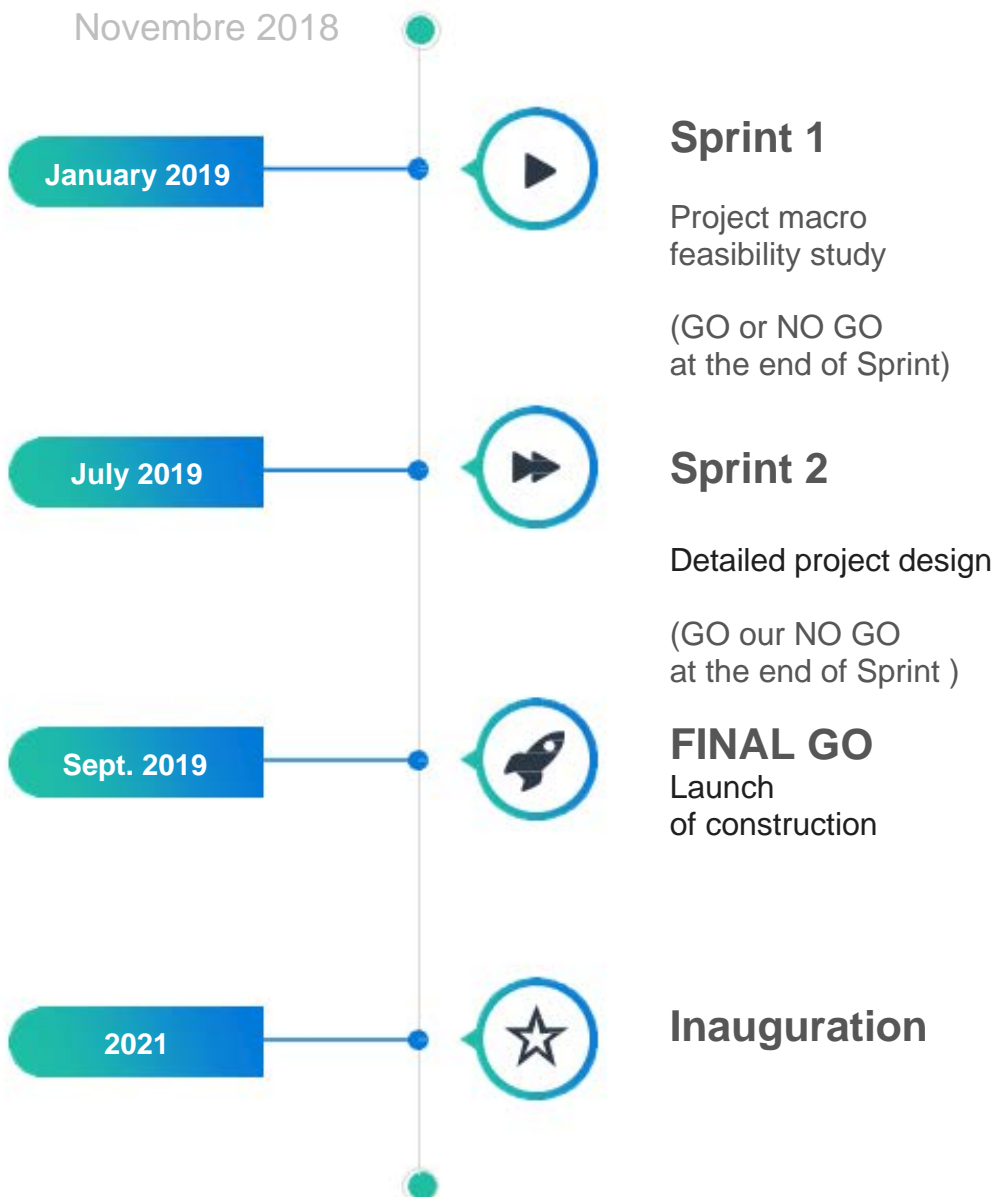 Novembre 2018
January 2019
Sprint 1
Project macro
feasibility study
(GO or NO GO
at the end of Sprint)
July 2019
Sprint 2
Detailed project design
(GO our NO GO
at the end of Sprint )
Sept. 2019
FINAL GO
Launch
of construction
2021
Inauguration